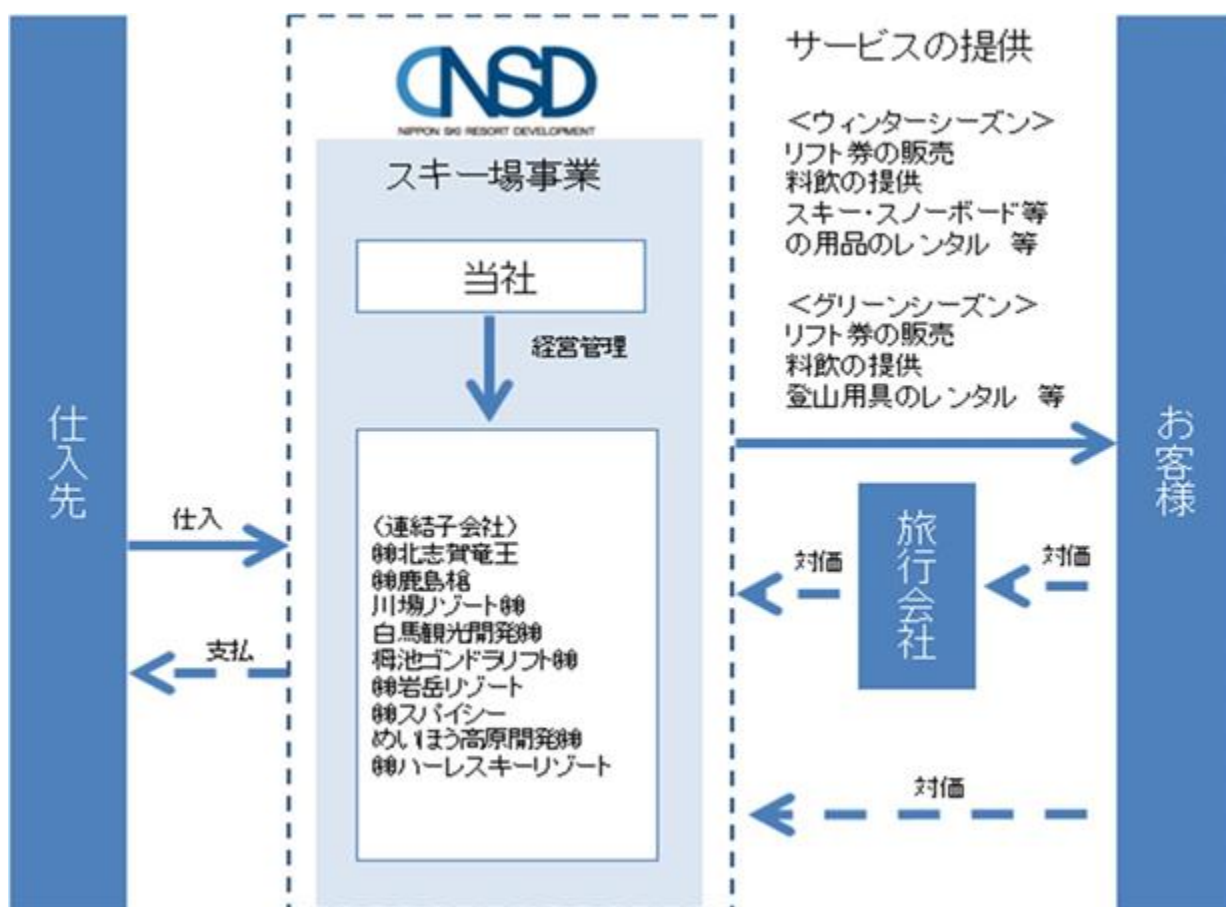 仕入先
仕入
支払
NSD
NIPPON SKI RESORT DEVELOPMENT
スキー場事業
当社
経営管理
〈連結子会社〉
㈱北志賀竜王
㈱鹿島槍
川場リゾート㈱
白馬観光開発㈱
栂池ゴンドラリフト㈱
㈱岩岳リゾート
㈱スパイシー
めいほう高原開発㈱
㈱ハーレスキーリゾート
サービスの提供
＜ウィンターシーズン＞
リフト券の販売
料飲の提供
スキー・スノーボード等
の用品のレンタル 等
＜グリーンシーズン＞
リフト券の販売
料飲の提供
登山用具のレンタル 等
対価
旅行会社
対価
対価
お客様